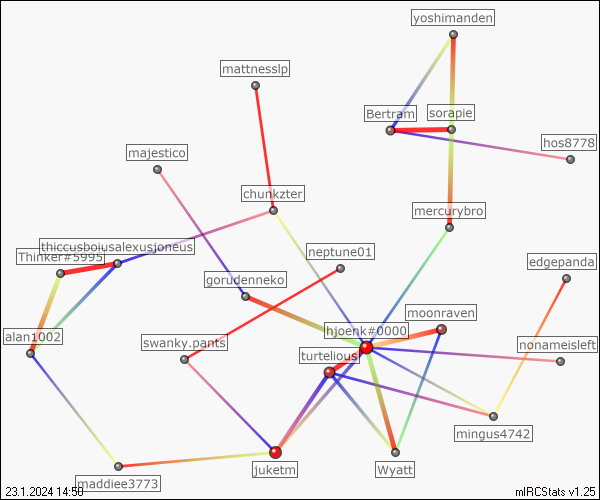 yoshimanden
mattnesslp
Bertram
sorapie
hos8778
majestico
chunkzter
mercurybro
neptune01
edgepanda
Thinker#5995
gorudenneko
moonraven
hjoenk#0000
alan1002
swanky.pants
turtelious
nonameisleft
mingus4742
maddiee3773
juketm
Wyatt
23.1.2024 14:50
mIRCStats v1.25